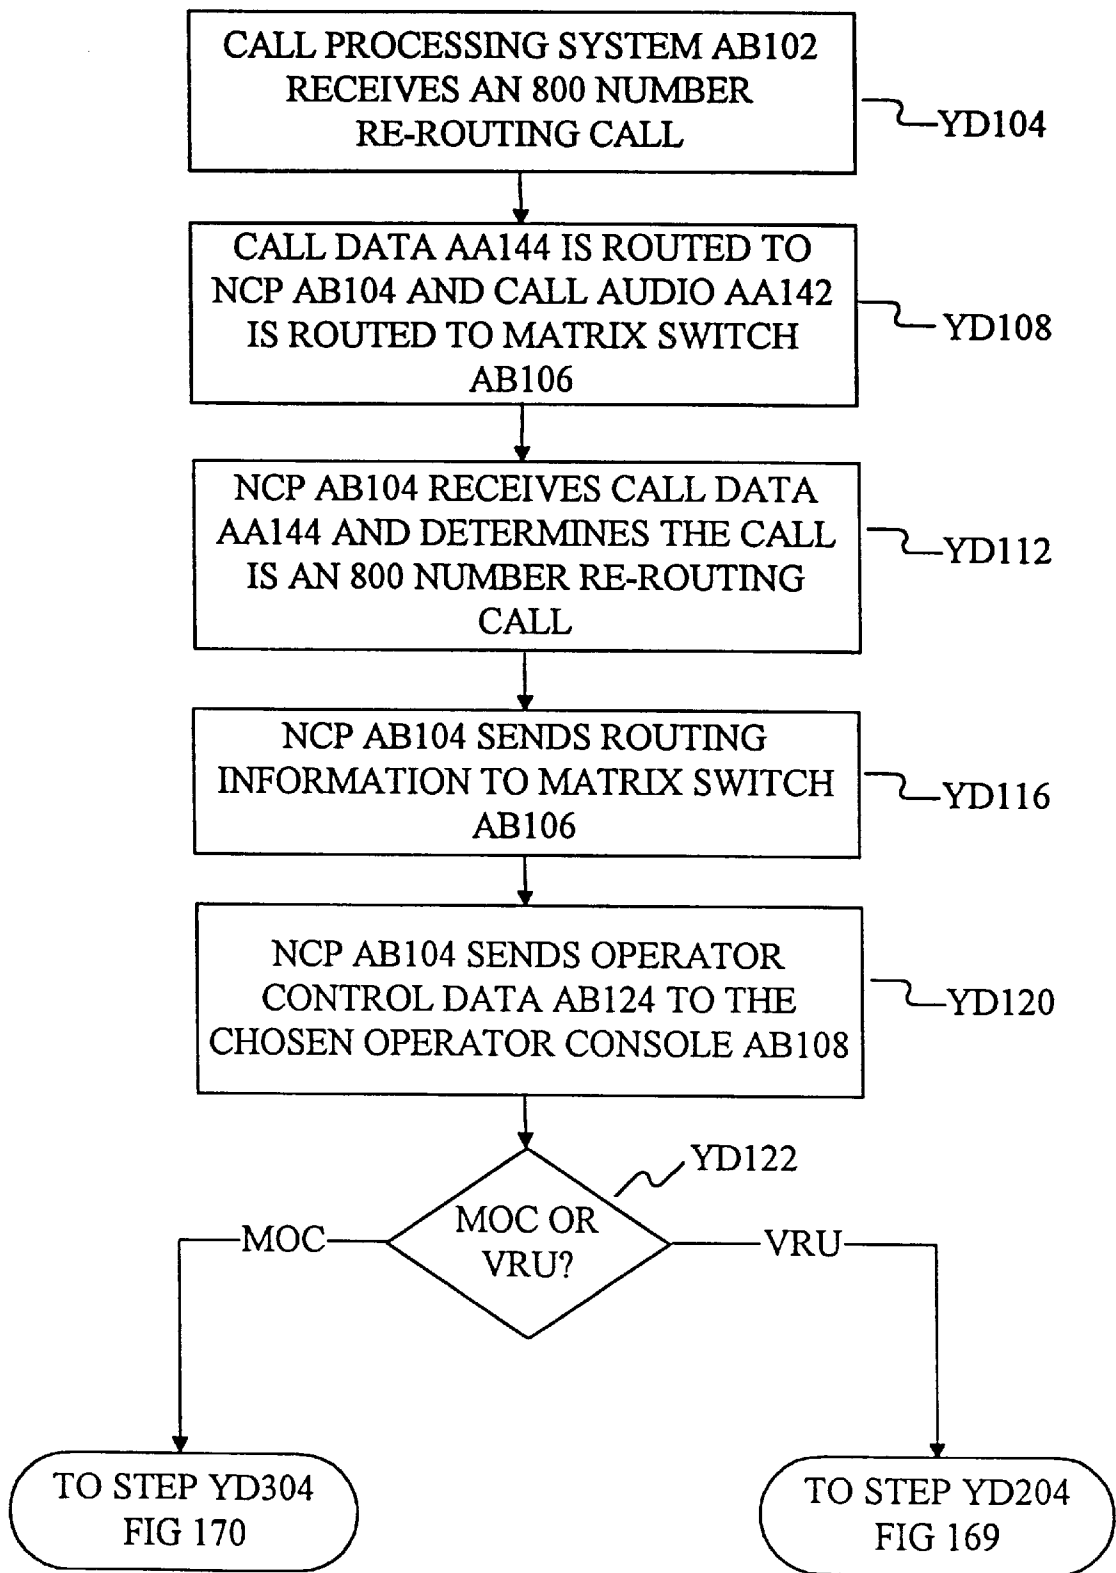 CALL PROCESSING SYSTEM AB102
RECEIVES AN 800 NUMBER
RE-ROUTING CALL
YD104
CALL DATA AA144 IS ROUTED TO
NCP AB104 AND CALL AUDIO AA142
IS ROUTED TO MATRIX SWITCH
AB106
YD108
NCP AB104 RECEIVES CALL DATA
AA144 AND DETERMINES THE CALL
IS AN 800 NUMBER RE-ROUTING
CALL
YD112
NCP AB104 SENDS ROUTING
INFORMATION TO MATRIX SWITCH
AB106
YD116
NCP AB104 SENDS OPERATOR
CONTROL DATA AB124 TO THE
CHOSEN OPERATOR CONSOLE AB108
YD120
YD122
MOC OR
VRU?
MOC
VRU
TO STEP YD304
FIG 170
TO STEP YD204
FIG 169